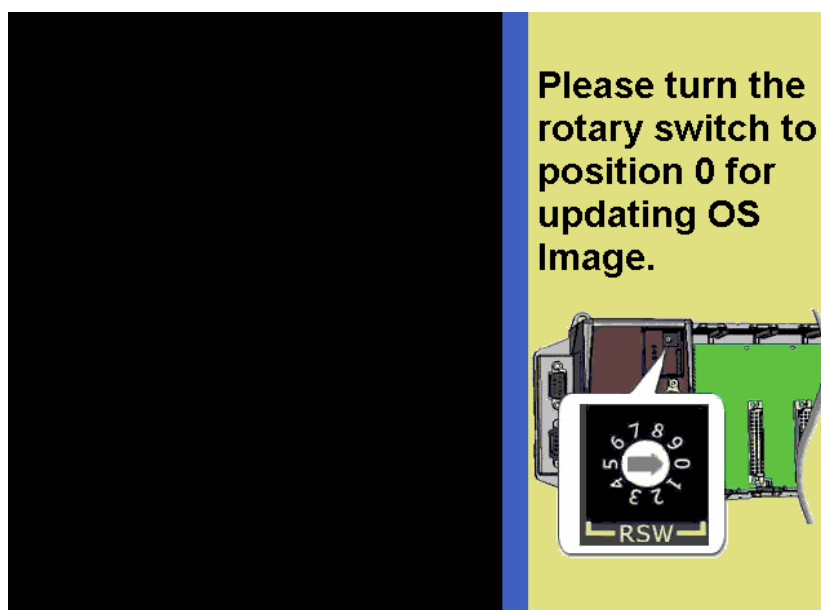 Please turn the
rotary switch to
position 0 for
updating OS
Image.
7 8
6 9
5 0
4 1
3 2
RSW